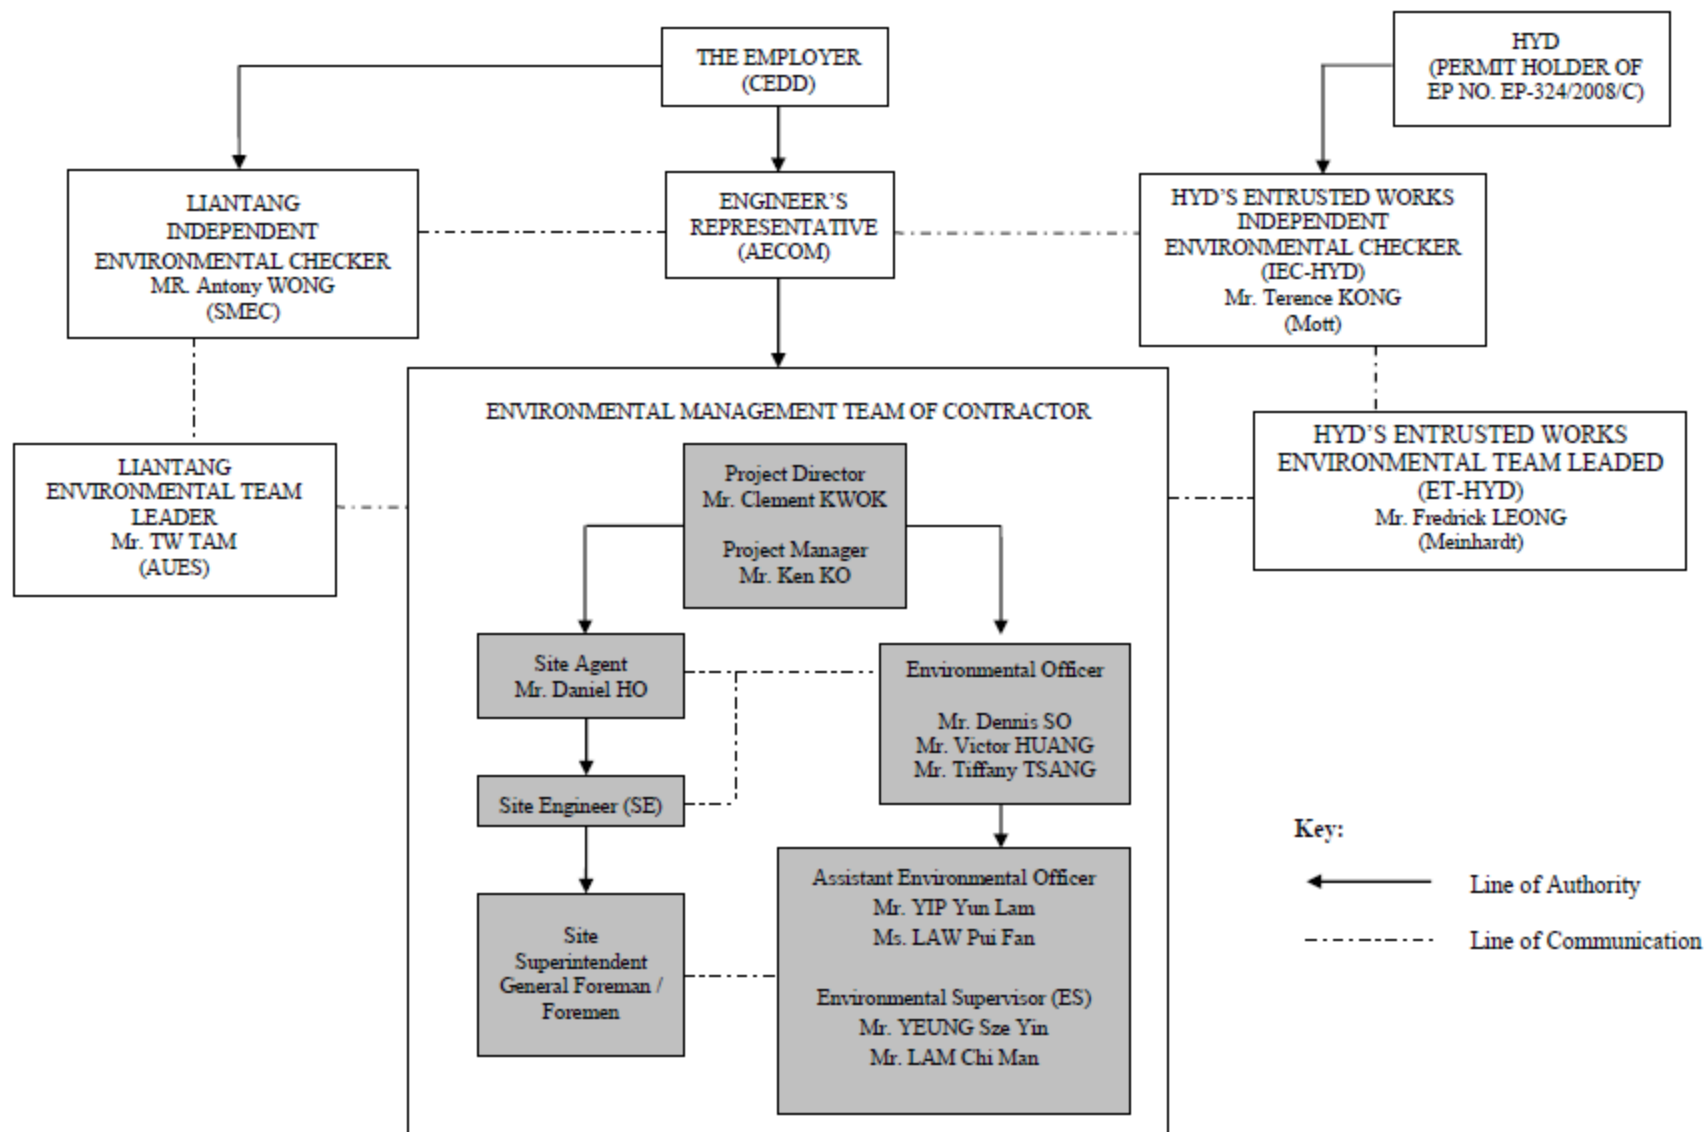 THE EMPLOYER
(CEDD)
HYD
(PERMIT HOLDER OF
EP NO. EP-324/2008/C)
LIANTANG
INDEPENDENT
ENVIRONMENTAL CHECKER
MR. Antony WONG
(SMEC)
ENGINEER'S
REPRESENTATIVE
(AECOM)
HYD'S ENTRUSTED WORKS
INDEPENDENT
ENVIRONMENTAL CHECKER
(IEC-HYD)
Mr. Terence KONG
(Mott)
LIANTANG
ENVIRONMENTAL TEAM
LEADER
Mr. TW TAM
(AUES)
ENVIRONMENTAL MANAGEMENT TEAM OF CONTRACTOR
HYD'S ENTRUSTED WORKS
ENVIRONMENTAL TEAM LEADED
(ET-HYD)
Mr. Fredrick LEONG
(Meinhardt)
Project Director
Mr. Clement KWOK
Project Manager
Mr. Ken KO
Site Agent
Mr. Daniel HO
Environmental Officer
Mr. Dennis SO
Mr. Victor HUANG
Mr. Tiffany TSANG
Site Engineer (SE)
Site
Superintendent
General Foreman /
Foremen
Assistant Environmental Officer
Mr. YIP Yun Lam
Ms. LAW Pui Fan
Environmental Supervisor (ES)
Mr. YEUNG Sze Yin
Mr. LAM Chi Man
Key:
Line of Authority
Line of Communication